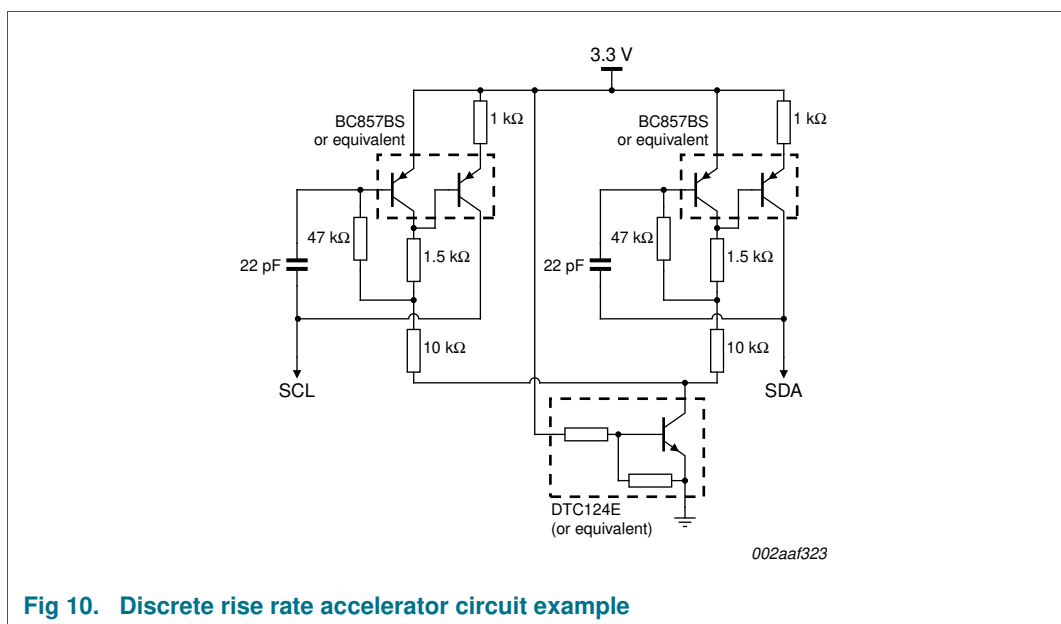 3.3 V
BC857BS
or equivalent
1 kΩ
BC857BS
or equivalent
1 kΩ
47 kΩ
22 pF
1.5 kΩ
47 kΩ
22 pF
1.5 kΩ
10 kΩ
10 kΩ
SCL
SDA
DTC124E
(or equivalent)
002aaf323
Fig 10. Discrete rise rate accelerator circuit example